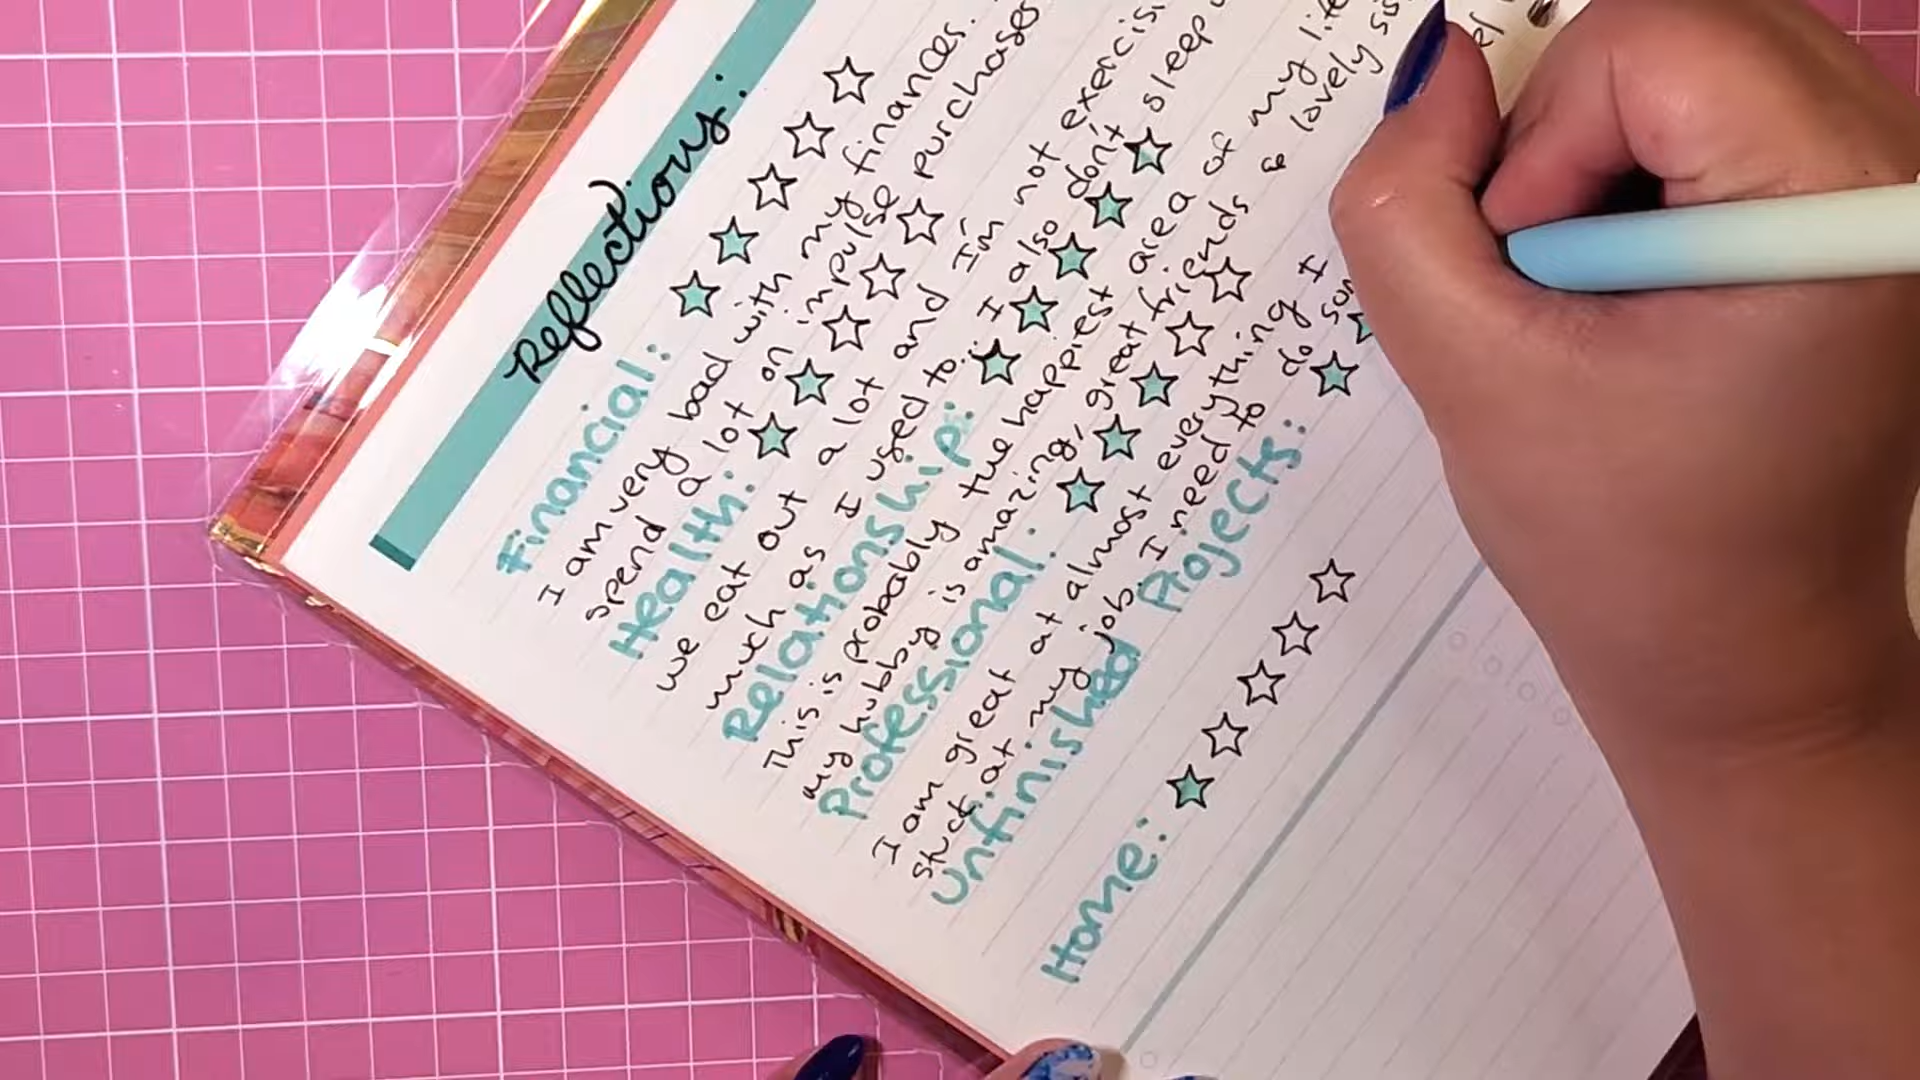 Reflections:
Financial:
I am very bad with my finances.
spend a lot on impulse purchases
Health:
we eat out a lot and I'm not
much as I used to. I also don't sleep
Relationship:
This is probably the happiest area of my life
my hubby is amazing, great friends a lovely
Professional:
I am great at almost everything I
stuck at my job. I need to do
Unfinished Projects:
Home: